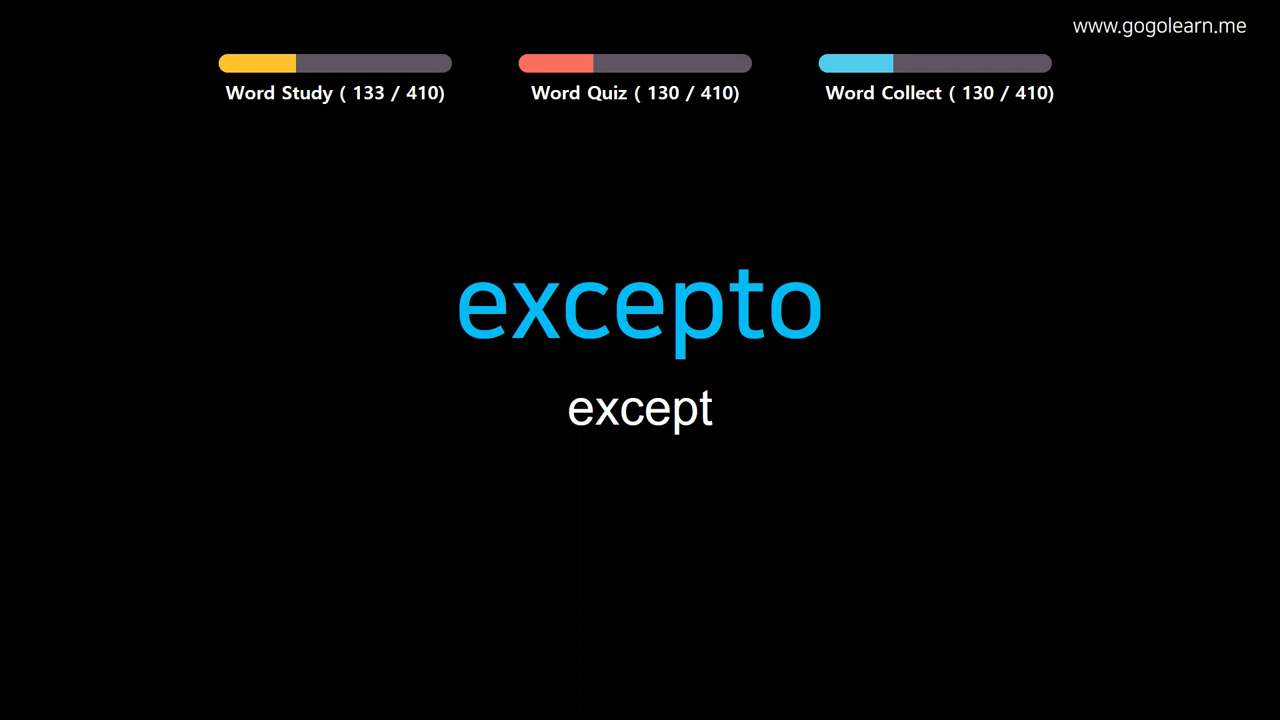 www.gogolearn.me
Word Study ( 133 / 410)
Word Quiz ( 130 / 410)
Word Collect ( 130 / 410)
excepto
except